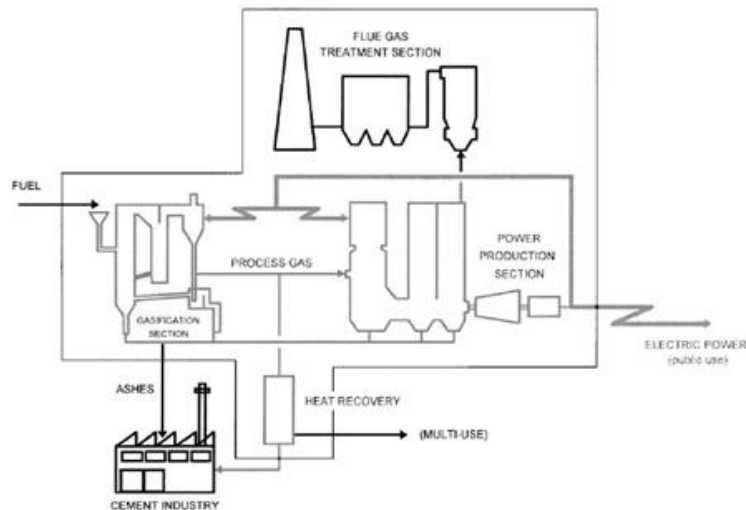 FLUE GAS
TREATMENT SECTION
FUEL
PROCESS GAS
POWER
PRODUCTION
SECTION
GASIFICATION
SECTION
ELECTRIC POWER
(public use)
ASHES
HEAT RECOVERY
(MULTI-USE)
CEMENT INDUSTRY